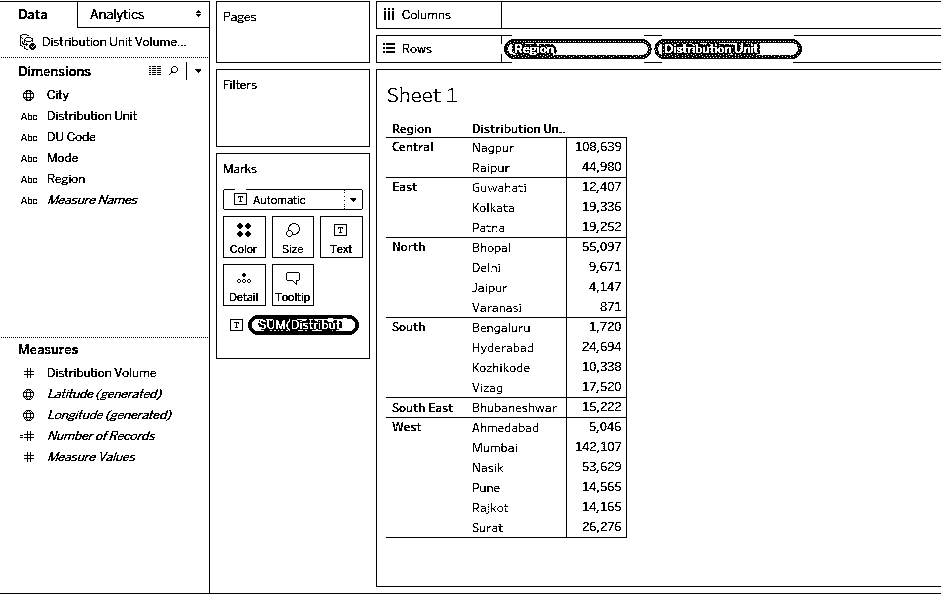 Data
Analytics
Distribution Unit Volume...
Dimensions
City
Abc Distribution Unit
Abc DU Code
Abc Mode
Abc Region
Abc Measure Names
Measures
# Distribution Volume
Latitude (generated)
Longitude (generated)
=# Number of Records
# Measure Values
Pages
Filters
Marks
T Automatic
Color Size Text
Detail Tooltip
T SUM(Distribut
iii Columns
Rows Region Distribution Unit
Sheet 1
Region Distribution Un..
Central Nagpur 108,639
Raipur 44,980
East Guwahati 12,407
Kolkata 19,336
Patna 19,252
North Bhopal 55,097
Delhi 9,671
Jaipur 4,147
Varanasi 871
South Bengaluru 1,720
Hyderabad 24,694
Kozhikode 10,338
Vizag 17,520
South East Bhubaneshwar 15,222
West Ahmedabad 5,046
Mumbai 142,107
Nasik 53,629
Pune 14,565
Rajkot 14,165
Surat 26,276